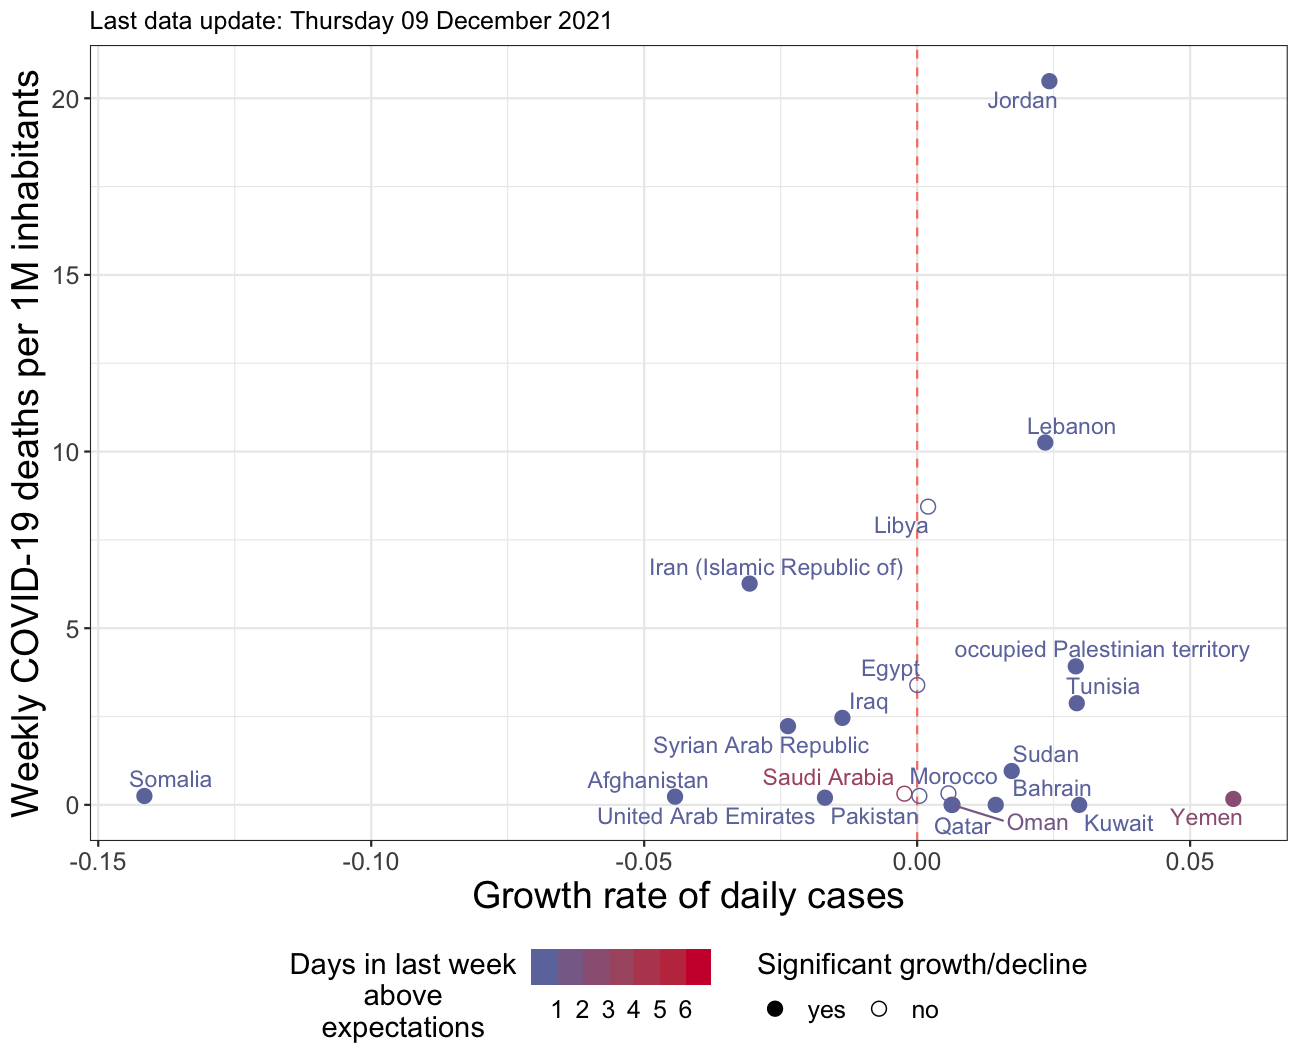 Last data update: Thursday 09 December 2021
Weekly COVID-19 deaths per 1M inhabitants
20
15
10
5
0
Jordan
Lebanon
Libya
Iran (Islamic Republic of)
occupied Palestinian territory
Egypt
Tunisia
Iraq
Syrian Arab Republic
Sudan
Somalia
Afghanistan
Saudi Arabia
Morocco
Bahrain
United Arab Emirates
Pakistan
Qatar
Oman
Kuwait
Yemen
-0.15
-0.10
-0.05
0.00
0.05
Growth rate of daily cases
Days in last week
above
expectations
1 2 3 4 5 6
Significant growth/decline
yes
no